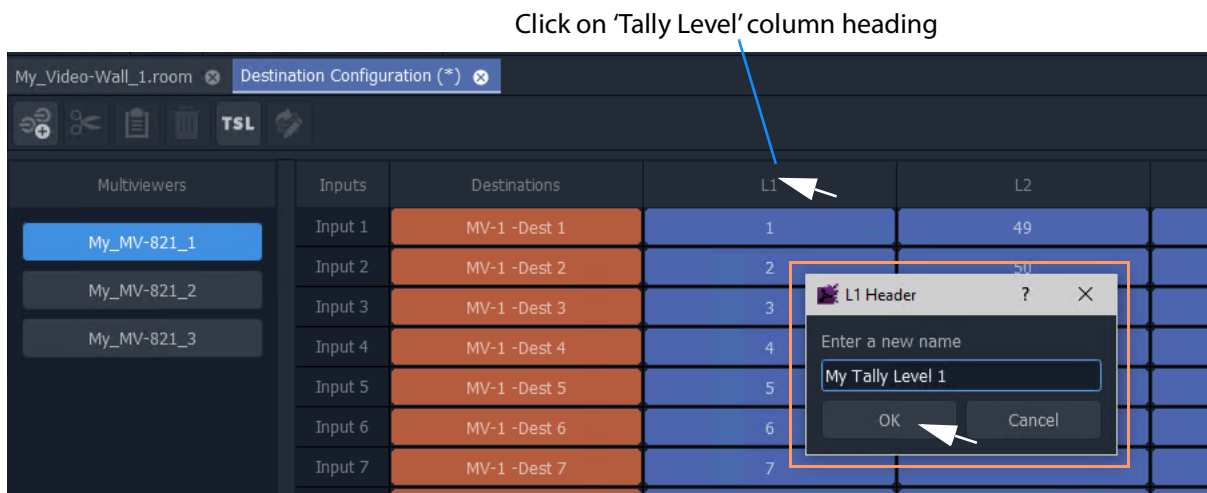 Click on ‘Tally Level’ column heading
My_Video-Wall_1.room
Destination Configuration (*)
TSL
Multiviewers
Inputs
Destinations
L1
L2
My_MV-821_1
My_MV-821_2
My_MV-821_3
Input 1
MV-1 -Dest 1
1
49
Input 2
MV-1 -Dest 2
2
50
Input 3
MV-1 -Dest 3
3
Input 4
MV-1 -Dest 4
4
Input 5
MV-1 -Dest 5
5
Input 6
MV-1 -Dest 6
6
Input 7
MV-1 -Dest 7
7
L1 Header
?
Enter a new name
My Tally Level 1
OK
Cancel